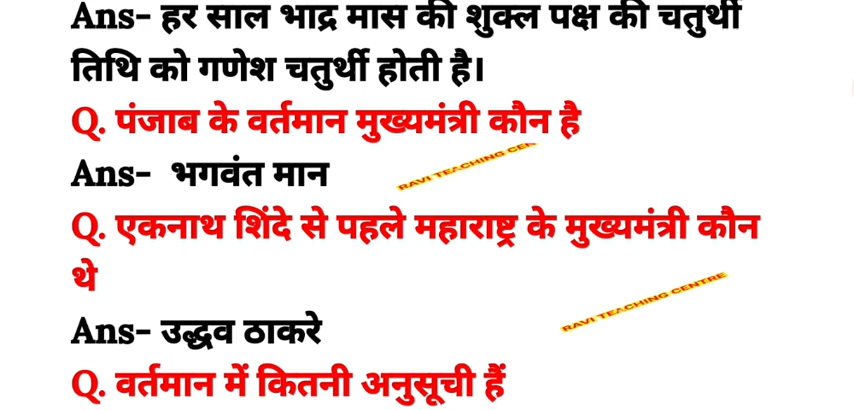 Ans- हर साल भाद्र मास की शुक्ल पक्ष की चतुर्थी
तिथि को गणेश चतुर्थी होती है।
Q. पंजाब के वर्तमान मुख्यमंत्री कौन है
Ans- भगवंत मान
RAVI TEACHING CEN
Q. एकनाथ शिंदे से पहले महाराष्ट्र के मुख्यमंत्री कौन
थे
RAVI TEACHING CENTRE
Ans- उद्धव ठाकरे
Q. वर्तमान में कितनी अनुसूची हैं